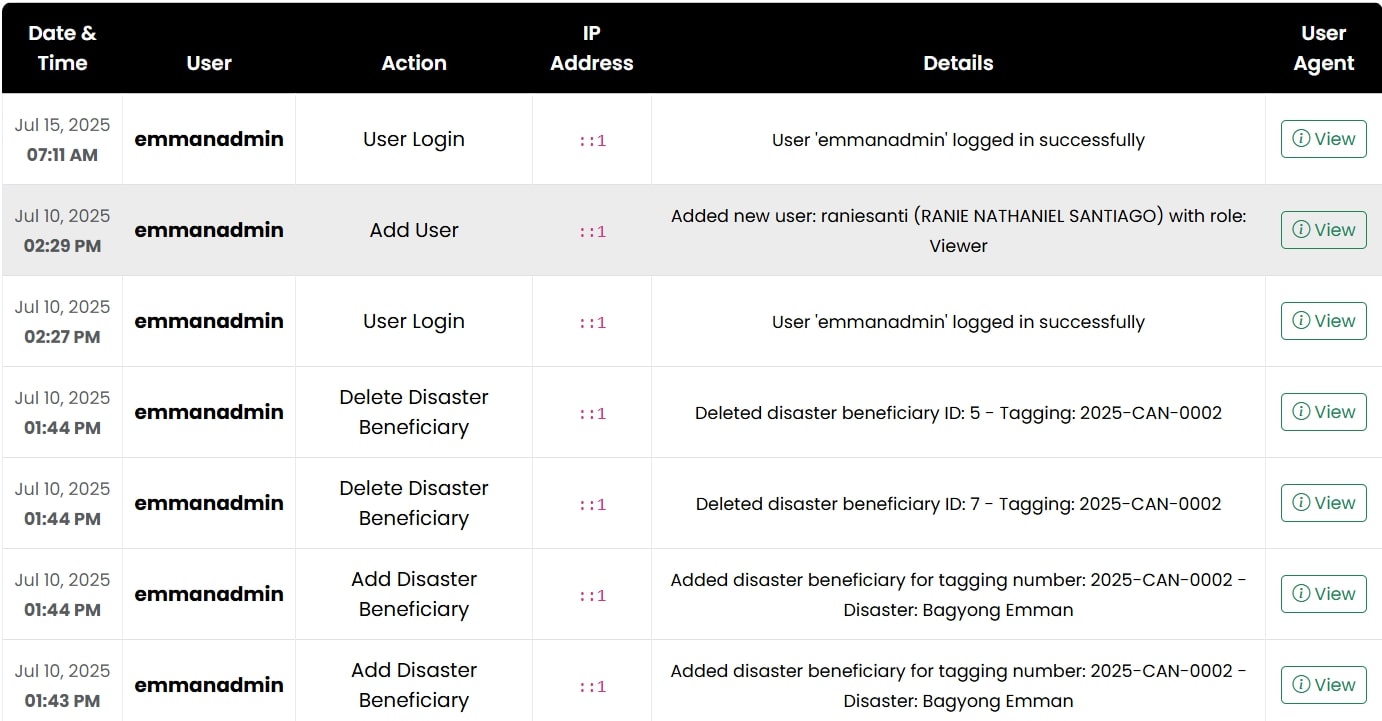 Date & Time User Action IP Address Details User Agent
Jul 15, 2025
07:11 AM
emmanadmin
User Login
::1
User 'emmanadmin' logged in successfully
View
Jul 10, 2025
02:29 PM
emmanadmin
Add User
::1
Added new user: raniesanti (RANIE NATHANIEL SANTIAGO) with role:
Viewer
View
Jul 10, 2025
02:27 PM
emmanadmin
User Login
::1
User 'emmanadmin' logged in successfully
View
Jul 10, 2025
01:44 PM
emmanadmin
Delete Disaster
Beneficiary
::1
Deleted disaster beneficiary ID: 5 - Tagging: 2025-CAN-0002
View
Jul 10, 2025
01:44 PM
emmanadmin
Delete Disaster
Beneficiary
::1
Deleted disaster beneficiary ID: 7 - Tagging: 2025-CAN-0002
View
Jul 10, 2025
01:44 PM
emmanadmin
Add Disaster
Beneficiary
::1
Added disaster beneficiary for tagging number: 2025-CAN-0002 -
Disaster: Bagyong Emman
View
Jul 10, 2025
01:43 PM
emmanadmin
Add Disaster
Beneficiary
::1
Added disaster beneficiary for tagging number: 2025-CAN-0002 -
Disaster: Bagyong Emman
View